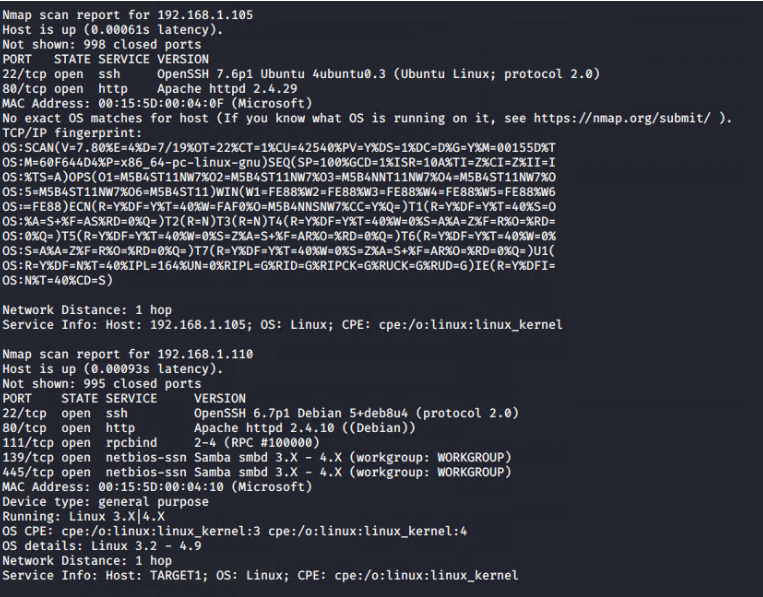 Nmap scan report for 192.168.1.105
Host is up (0.00061s latency).
Not shown: 998 closed ports
PORT   STATE SERVICE VERSION
22/tcp open  ssh     OpenSSH 7.6p1 Ubuntu 4ubuntu0.3 (Ubuntu Linux; protocol 2.0)
80/tcp open  http    Apache httpd 2.4.29
MAC Address: 00:15:5D:00:04:0F (Microsoft)
No exact OS matches for host (If you know what OS is running on it, see https://nmap.org/submit/ ).
TCP/IP fingerprint:
OS:SCAN(V=7.80%E=4%D=7/19%OT=22%CT=1%CU=42540%PV=Y%DS=1%DC=D%G=Y%M=00155D%T
OS:M=60F644D4%P=x86_64-pc-linux-gnu)SEQ(SP=100%GCD=1%ISR=10A%TI=Z%CI=Z%II=I
OS:%TS=A)OPS(O1=M5B4ST11NW7%O2=M5B4ST11NW7%O3=M5B4NNT11NW7%O4=M5B4ST11NW7%O
OS:5=M5B4ST11NW7%O6=M5B4ST11)WIN(W1=FE88%W2=FE88%W3=FE88%W4=FE88%W5=FE88%W6
OS:=FE88)ECN(R=Y%DF=Y%T=40%W=FAF0%O=M5B4NNSNW7%CC=Y%Q=)T1(R=Y%DF=Y%T=40%S=O
OS:%A=S+%F=AS%RD=0%Q=)T2(R=N)T3(R=N)T4(R=Y%DF=Y%T=40%W=0%S=A%A=Z%F=R%O=%RD=
OS:0%Q=)T5(R=Y%DF=Y%T=40%W=0%S=Z%A=S+%F=AR%O=%RD=0%Q=)T6(R=Y%DF=Y%T=40%W=0%
OS:S=A%A=Z%F=R%O=%RD=0%Q=)T7(R=Y%DF=Y%T=40%W=0%S=Z%A=S+%F=AR%O=%RD=0%Q=)U1(
OS:R=Y%DF=N%T=40%IPL=164%UN=0%RIPL=G%RID=G%RIPCK=G%RUCK=G%RUD=G)IE(R=Y%DFI=
OS:N%T=40%CD=S)

Network Distance: 1 hop
Service Info: Host: 192.168.1.105; OS: Linux; CPE: cpe:/o:linux:linux_kernel

Nmap scan report for 192.168.1.110
Host is up (0.00093s latency).
Not shown: 995 closed ports
PORT    STATE SERVICE     VERSION
22/tcp  open  ssh         OpenSSH 6.7p1 Debian 5+deb8u4 (protocol 2.0)
80/tcp  open  http        Apache httpd 2.4.10 ((Debian))
111/tcp open  rpcbind     2-4 (RPC #100000)
139/tcp open  netbios-ssn Samba smbd 3.X - 4.X (workgroup: WORKGROUP)
445/tcp open  netbios-ssn Samba smbd 3.X - 4.X (workgroup: WORKGROUP)
MAC Address: 00:15:5D:00:04:10 (Microsoft)
Device type: general purpose
Running: Linux 3.X|4.X
OS CPE: cpe:/o:linux:linux_kernel:3 cpe:/o:linux:linux_kernel:4
OS details: Linux 3.2 - 4.9
Network Distance: 1 hop
Service Info: Host: TARGET1; OS: Linux; CPE: cpe:/o:linux:linux_kernel